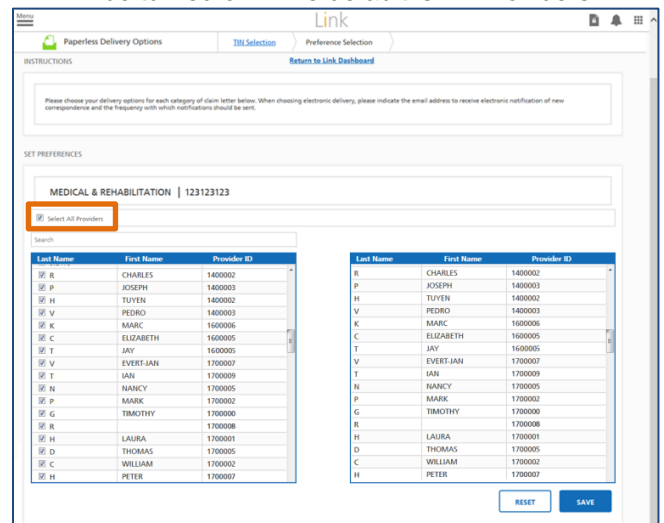 Menu
Link
Paperless Delivery Options
TIN Selection
Preference Selection
INSTRUCTIONS
Return to Link Dashboard
Please choose your delivery options for each category of claim letter below. When choosing electronic delivery, please indicate the email address to receive electronic notification of new
correspondence and the frequency with which notifications should be sent.
SET PREFERENCES
MEDICAL & REHABILITATION | 123123123
Select All Providers
Search
Last Name First Name Provider ID
R CHARLES 1400002
P JOSEPH 1400003
H TUYEN 1400002
V PEDRO 1400003
K MARC 1600006
C ELIZABETH 1600005
T JAY 1600005
V EVERT-JAN 1700007
T IAN 1700009
N NANCY 1700005
P MARK 1700002
G TIMOTHY 1700000
R 1700008
H LAURA 1700001
D THOMAS 1700005
C WILLIAM 1700002
H PETER 1700007
Last Name First Name Provider ID
R CHARLES 1400002
P JOSEPH 1400003
H TUYEN 1400002
V PEDRO 1400003
K MARC 1600006
C ELIZABETH 1600005
T JAY 1600005
V EVERT-JAN 1700007
T IAN 1700009
N NANCY 1700005
P MARK 1700002
G TIMOTHY 1700000
R 1700008
H LAURA 1700001
D THOMAS 1700005
C WILLIAM 1700002
H PETER 1700007
RESET
SAVE